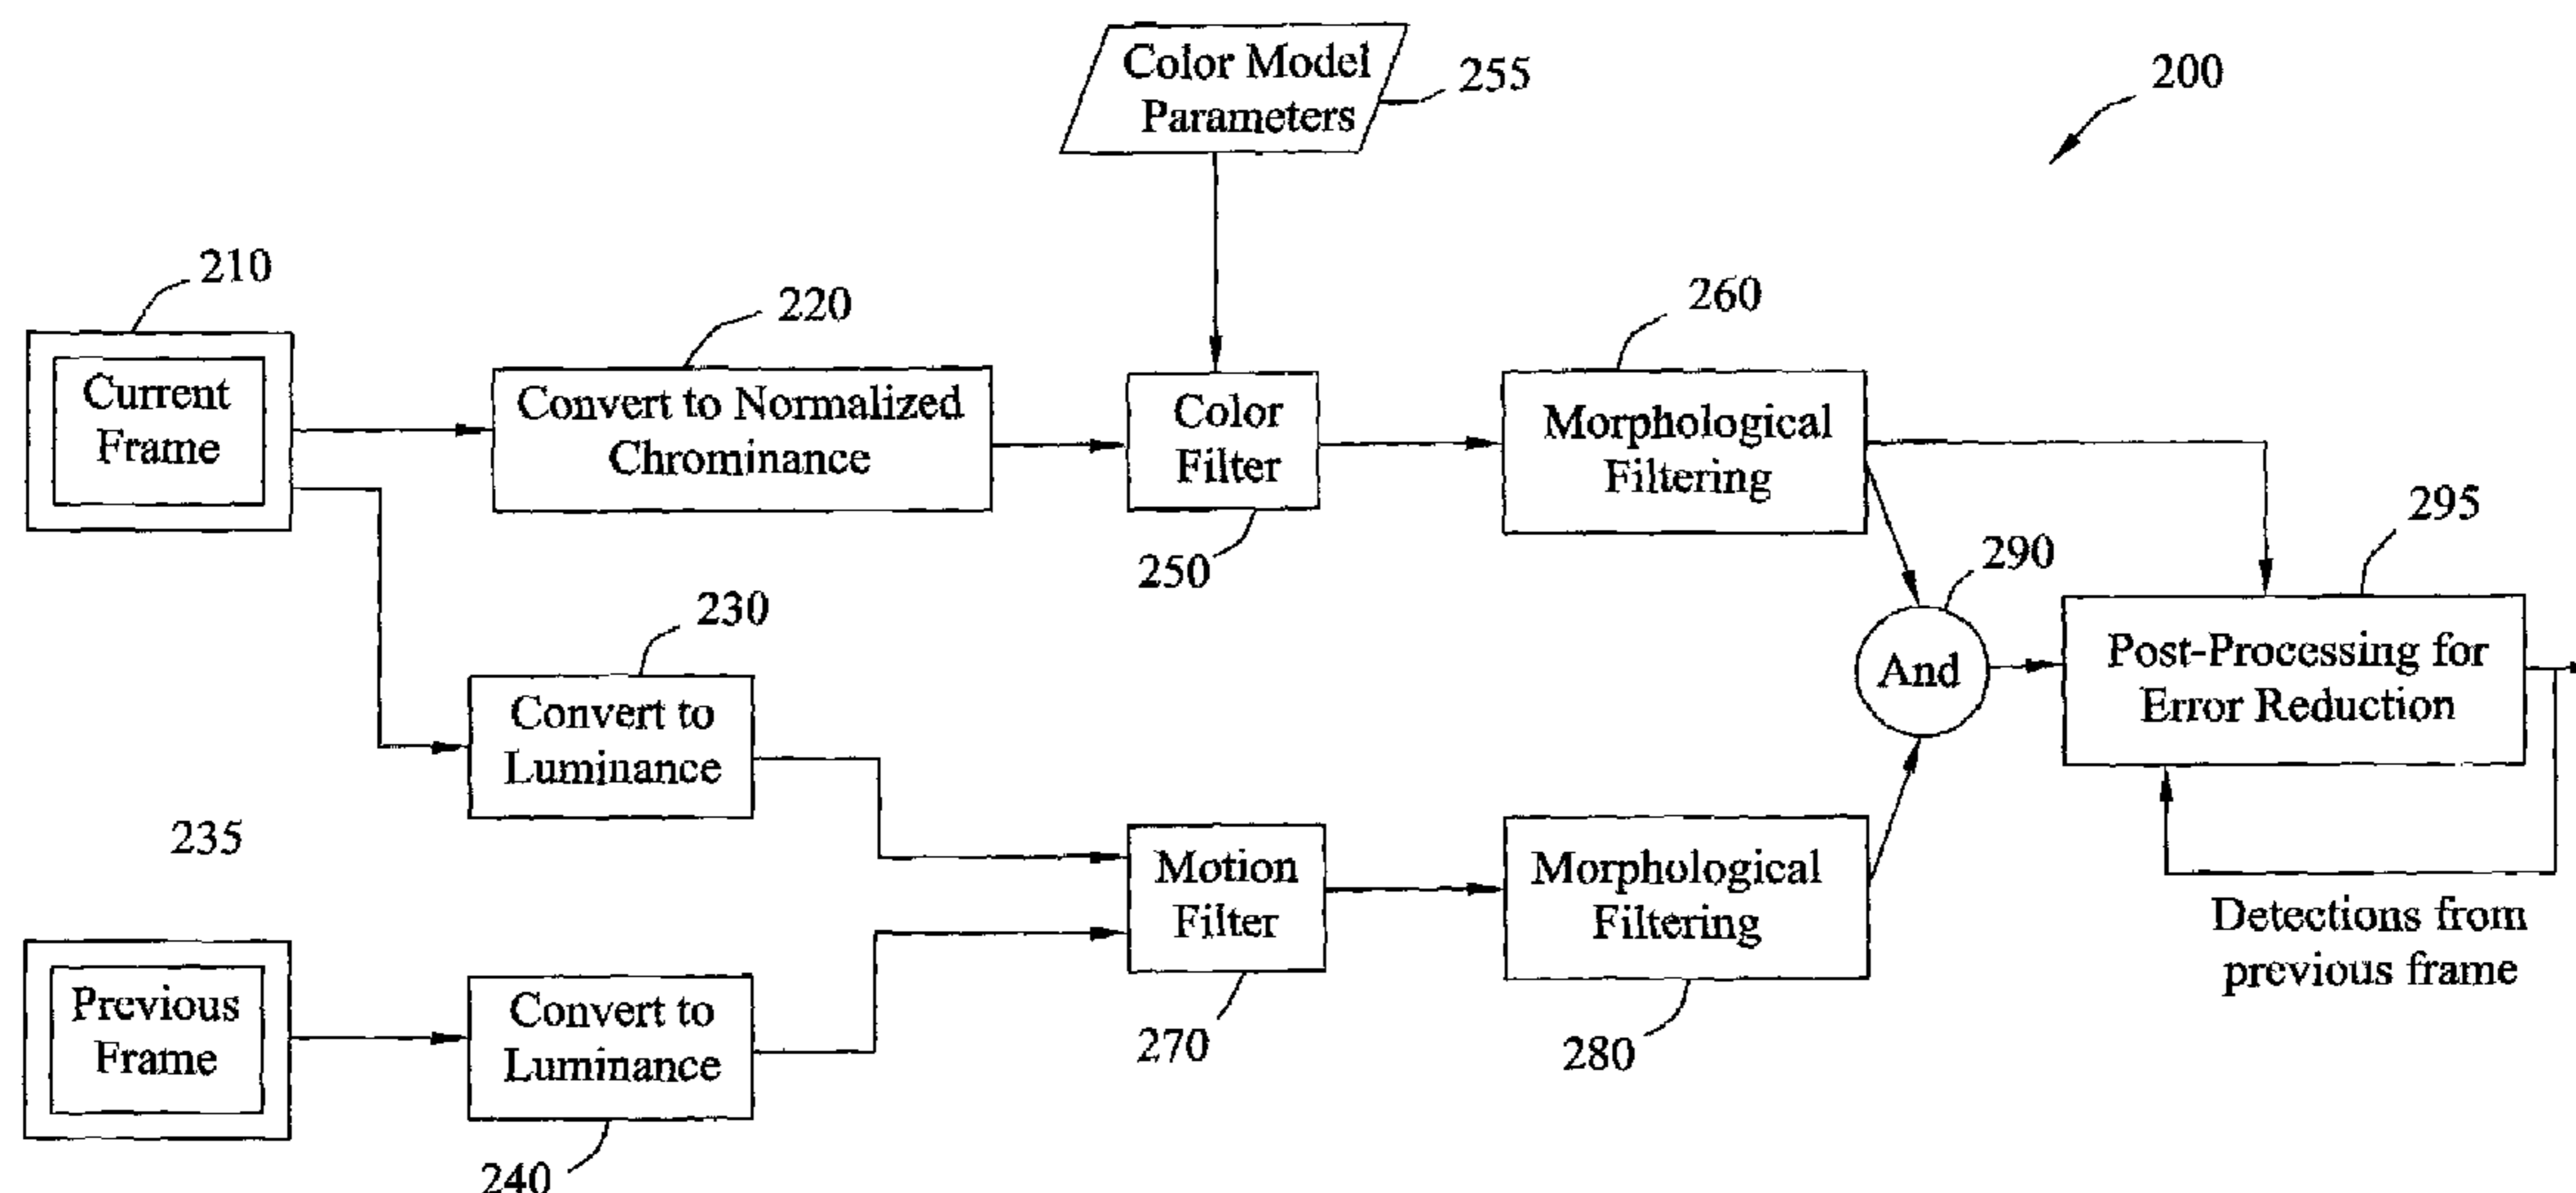 Color Model
Parameters
255
200
210
Current
Frame
220
Convert to Normalized
Chrominance
Color
Filter
250
260
Morphological
Filtering
290
And
295
Post-Processing for
Error Reduction
230
Convert to
Luminance
235
Previous
Frame
Convert to
Luminance
240
Motion
Filter
270
Morphological
Filtering
280
Detections from
previous frame